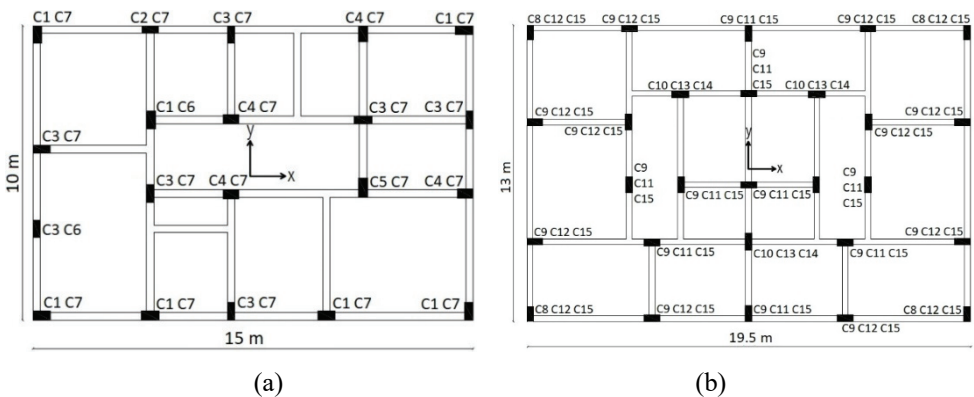 C1 C7 C2 C7 C3 C7 C4 C7 C1 C7
C1 C6 C4 C7 C3 C7 C3 C7
C3 C7
y
x
C3 C7 C4 C7 C5 C7 C4 C7
C3 C6
C1 C7 C1 C7 C3 C7 C1 C7 C1 C7
10 m
15 m
(a)
C8 C12 C15 C9 C12 C15 C9 C11 C15 C9 C12 C15 C8 C12 C15
C9
C11
C15
C10 C13 C14 C10 C13 C14
C9 C12 C15 C9 C12 C15
C9 C12 C15 C9 C12 C15
y
x
C9
C11
C15
C9
C11
C15
C9 C11 C15 C9 C11 C15
C9 C12 C15 C9 C12 C15
C9 C11 C15 C10 C13 C14 C9 C11 C15
C8 C12 C15 C9 C12 C15 C9 C11 C15 C8 C12 C15
C9 C12 C15
13 m
19.5 m
(b)